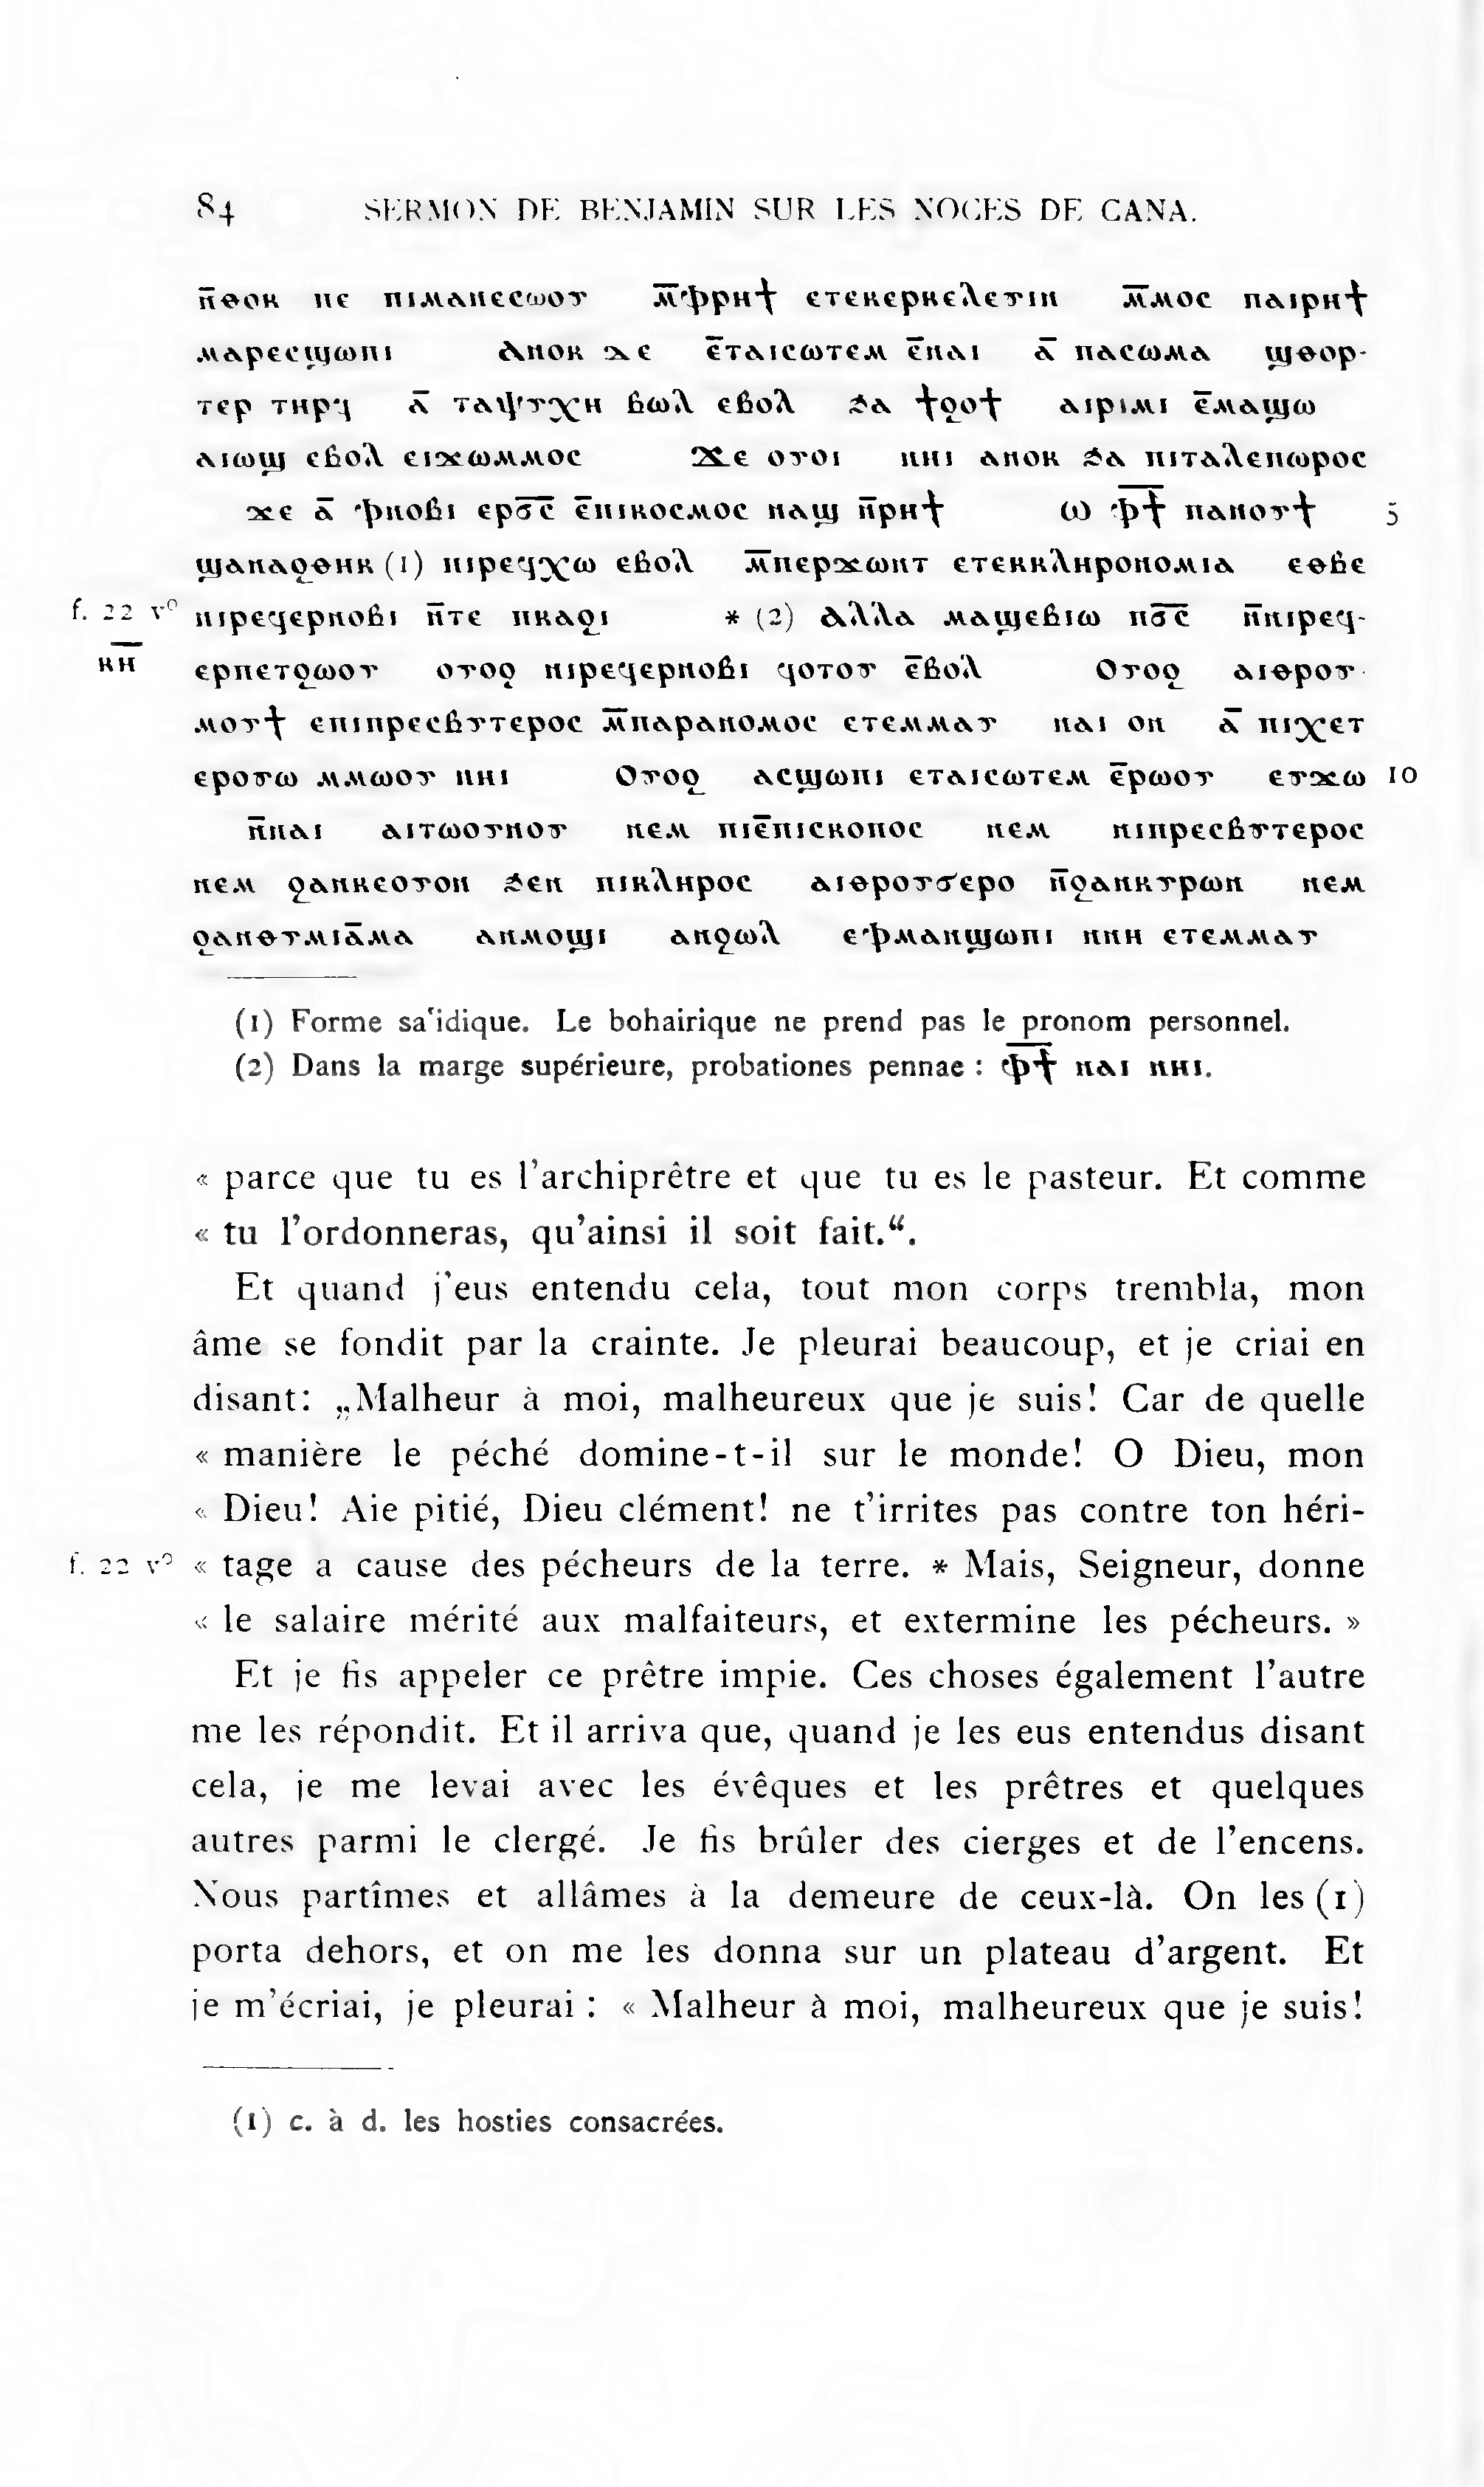 84 SERMON DE BENJAMIN SUR LES NOCES DE CANA.
ⲛ̅ⲑⲟⲕ ⲡⲉ ⲡⲓⲙⲁⲛⲉⲥⲱⲟⲩ ⲙ̅ⲫⲣⲏϯ ⲉⲧⲉⲕⲉⲣⲕⲉⲗⲉⲩⲓⲛ ⲙ̅ⲙⲟⲥ ⲡⲁⲓⲣⲏϯ
ⲙⲁⲣⲉⲥϣⲱⲡⲓ Ⲁⲛⲟⲕ ϫⲉ ⲉ̅ⲧⲁⲓⲥⲱⲧⲉⲙ ⲉ̅ⲛⲁⲓ ⲁ̅ ⲡⲁⲥⲱⲙⲁ ϣⲑⲟⲣ-
ⲧⲉⲣ ⲧⲏⲣϥ ⲁ̅ ⲧⲁⲯⲩⲭⲏ ⲃⲱⲗ ⲉⲃⲟⲗ ϧⲁ ϯϩⲟϯ ⲁⲓⲣⲓⲙⲓ ⲉ̅ⲙⲁϣⲱ
ⲁⲓⲱϣ ⲉⲃⲟⲗ ⲉⲓϫⲱⲙⲙⲟⲥ Ϫⲉ ⲟⲩⲟⲓ ⲛⲏⲓ ⲁⲛⲟⲕ ϧⲁ ⲡⲓⲧⲁⲗⲉⲡⲱⲣⲟⲥ
ϫⲉ ⲁ̅ ⲫⲛⲟⲃⲓ ⲉⲣϭ̅ⲥ̅ ⲉ̅ⲡⲓⲕⲟⲥⲙⲟⲥ ⲛⲁϣ ⲛ̅ⲣⲏϯ ⲱ ⲫ̅ϯ̅ ⲡⲁⲛⲟⲩϯ 5
ϣⲁⲛⲁϩⲑⲏⲕ (1) ⲡⲓⲣⲉϥⲭⲱ ⲉⲃⲟⲗ ⲙ̅ⲡⲉⲣϫⲱⲛⲧ ⲉⲧⲉⲕⲕⲗⲏⲣⲟⲛⲟⲙⲓⲁ ⲉⲑⲃⲉ
f. 22 vº ⲛⲓⲣⲉϥⲉⲣⲛⲟⲃⲓ ⲛ̅ⲧⲉ ⲡⲕⲁϩⲓ * (2) ⲁⲗⲗⲁ ⲙⲁϣⲉⲃⲓⲱ ⲡϭ̅ⲥ̅ ⲛ̅ⲛⲓⲣⲉϥ-
ⲕ̅ⲏ̅ ⲉⲣⲡⲉⲧϩⲱⲟⲩ ⲟⲩⲟϩ ⲛⲓⲣⲉϥⲉⲣⲛⲟⲃⲓ ϥⲟⲧⲟⲩ ⲉ̅ⲃⲟⲗ Ⲟⲩⲟϩ ⲁⲓⲑⲣⲟⲩ-
ⲙⲟⲩϯ ⲉⲡⲓⲡⲣⲉⲥⲃⲩⲧⲉⲣⲟⲥ ⲙ̅ⲡⲁⲣⲁⲛⲟⲙⲟⲥ ⲉⲧⲉⲙⲙⲁⲩ ⲛⲁⲓ ⲟⲛ ⲁ̅ ⲡⲓⲭⲉⲧ
ⲉⲣⲟⲩⲱ ⲙⲙⲱⲟⲩ ⲛⲏⲓ Ⲟⲩⲟϩ ⲁⲥϣⲱⲡⲓ ⲉⲧⲁⲓⲥⲱⲧⲉⲙ ⲉ̅ⲣⲱⲟⲩ ⲉⲩϫⲱ 10
ⲛ̅ⲛⲁⲓ ⲁⲓⲧⲱⲟⲩⲛⲟⲩ ⲛⲉⲙ ⲛⲓⲉ̅ⲡⲓⲥⲕⲟⲡⲟⲥ ⲛⲉⲙ ⲛⲓⲡⲣⲉⲥⲃⲩⲧⲉⲣⲟⲥ
ⲛⲉⲙ ϩⲁⲛⲕⲉⲟⲩⲟⲛ ϧⲉⲛ ⲡⲓⲕⲗⲏⲣⲟⲥ ⲁⲓⲑⲣⲟⲩϭⲉⲣⲟ ⲛ̅ϩⲁⲛⲕⲩⲣⲱⲛ ⲛⲉⲙ
ϩⲁⲛⲑⲩⲙⲓⲁ̅ⲙⲁ ⲁⲛⲙⲟϣⲓ ⲁⲛϩⲱⲗ ⲉⲫⲙⲁⲛϣⲱⲡⲓ ⲛⲛⲏ ⲉⲧⲉⲙⲙⲁⲩ
(1) Forme saʿidique. Le bohairique ne prend pas le pronom personnel.
(2) Dans la marge supérieure, probationes pennae : ⲫ̅ϯ̅ ⲛⲁⲓ ⲛⲏⲓ.
« parce que tu es l'archiprêtre et que tu es le pasteur. Et comme
« tu l'ordonneras, qu'ainsi il soit fait.“.
Et quand j'eus entendu cela, tout mon corps trembla, mon
âme se fondit par la crainte. Je pleurai beaucoup, et je criai en
disant: „Malheur à moi, malheureux que je suis! Car de quelle
« manière le péché domine-t-il sur le monde! O Dieu, mon
« Dieu! Aie pitié, Dieu clément! ne t'irrites pas contre ton héri-
f. 22 vº « tage a cause des pécheurs de la terre. * Mais, Seigneur, donne
« le salaire mérité aux malfaiteurs, et extermine les pécheurs. »
Et je fis appeler ce prêtre impie. Ces choses également l'autre
me les répondit. Et il arriva que, quand je les eus entendus disant
cela, je me levai avec les évêques et les prêtres et quelques
autres parmi le clergé. Je fis brûler des cierges et de l'encens.
Nous partîmes et allâmes à la demeure de ceux-là. On les (1)
porta dehors, et on me les donna sur un plateau d'argent. Et
je m'écriai, je pleurai : « Malheur à moi, malheureux que je suis!
(1) c. à d. les hosties consacrées.